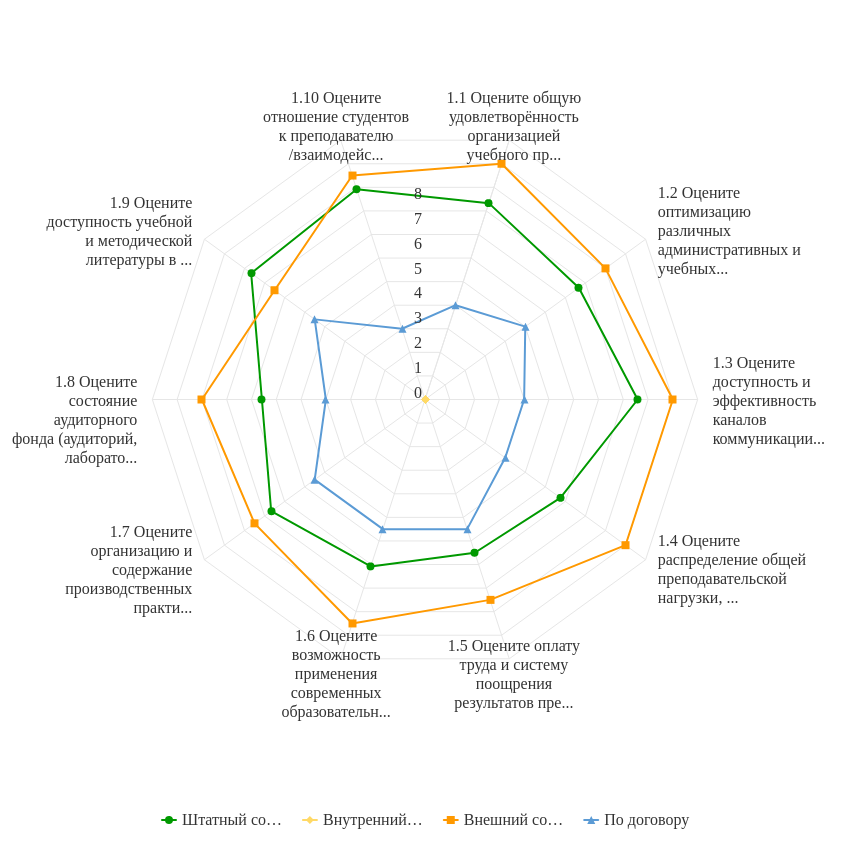 1.10 Оцените
отношение студентов
к преподавателю
/взаимодейс...
1.1 Оцените общую
удовлетворённость
организацией
учебного пр...
1.2 Оцените
оптимизацию
различных
административных и
учебных...
1.3 Оцените
доступность и
эффективность
каналов
коммуникации...
1.4 Оцените
распределение общей
преподавательской
нагрузки, ...
1.5 Оцените оплату
труда и систему
поощрения
результатов пре...
1.6 Оцените
возможность
применения
современных
образовательн...
1.7 Оцените
организацию и
содержание
производственных
практи...
1.8 Оцените
состояние
аудиторного
фонда (аудиторий,
лаборато...
1.9 Оцените
доступность учебной
и методической
литературы в ...
8
7
6
5
4
3
2
1
0
Штатный со... Внутренний... Внешний со... По договору